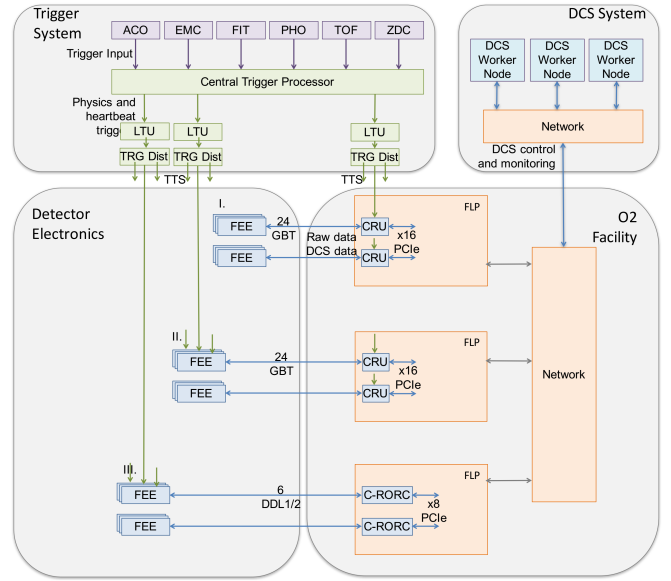 Trigger
System
ACO
EMC
FIT
PHO
TOF
ZDC
Trigger Input
Central Trigger Processor
Physics and
heartbeat
LTU
LTU
LTU
TRG Dist
TRG Dist
TRG Dist
TTS
TTS
DCS System
DCS
Worker
Node
DCS
Worker
Node
DCS
Worker
Node
Network
DCS control
and monitoring
Detector
Electronics
O2
Facility
I.
FEE
24
GBT
FEE
Raw data
DCS data
FLP
CRU
x16
PCIe
CRU
II.
FEE
24
GBT
FEE
FLP
CRU
x16
PCIe
CRU
Network
III.
FEE
6
DDL1/2
FEE
FLP
C-RORC
x8
PCIe
C-RORC